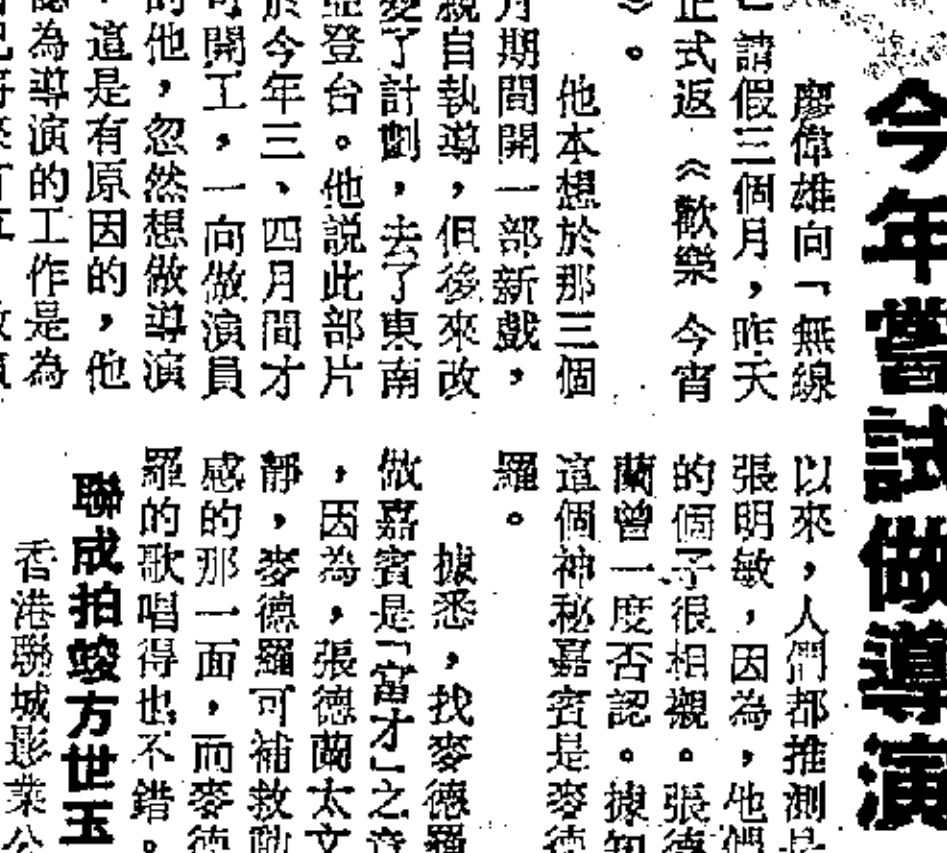 今年嘗試做導演
廖偉雄向「無線
請假三個月，昨天
正式返《歡樂今宵
》。
他本想於那三個
月期間開一部新戲，
親自執導，但後來改
變了計劃，去了東南
亞登台。他説此部片
於今年三、四月間才
可開工，一向做演員
的他，忽然想做導演
，這是有原因的，他
認為導演的工作是為
以來，人們都推測是
張明敏，因為，他們
的個子很相襯。張德
蘭曾一度否認。據知
這個神秘嘉賓是麥德
羅。
據悉，找麥德羅
做嘉賓是「富才」之意
，因為，張德蘭太文
靜，麥德羅可補救動
感的那一面，而麥德
羅的歌唱得也不錯。
聯成拍竣方世玉
香港聯城影業公